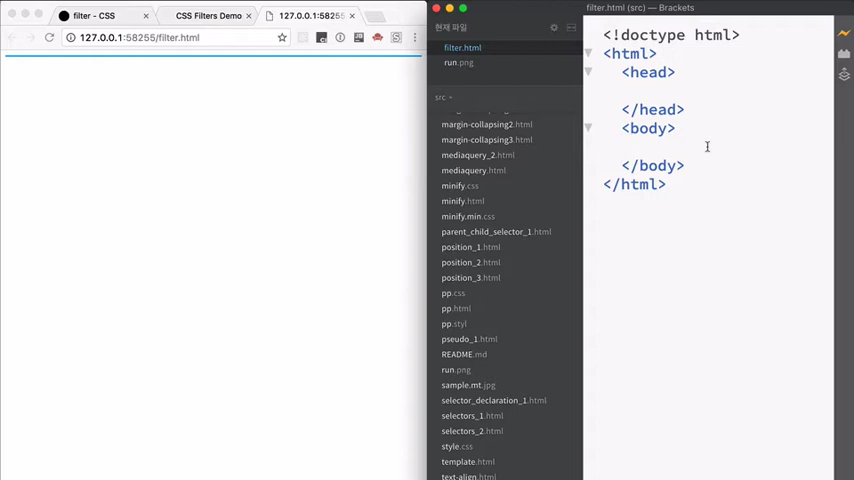 filter - CSS
CSS Filters Demo
127.0.0.1:58255/
127.0.0.1:58255/filter.html
filter.html (src) — Brackets
현재 파일
filter.html
run.png
src
margin-collapsing2.html
margin-collapsing3.html
mediaquery_2.html
mediaquery.html
minify.css
minify.html
minify.min.css
parent_child_selector_1.html
position_1.html
position_2.html
position_3.html
pp.css
pp.html
pp.styl
pseudo_1.html
README.md
run.png
sample.mt.jpg
selector_declaration_1.html
selectors_1.html
selectors_2.html
style.css
template.html
text-align.html
<!doctype html>
<html>
<head>
</head>
<body>
</body>
</html>